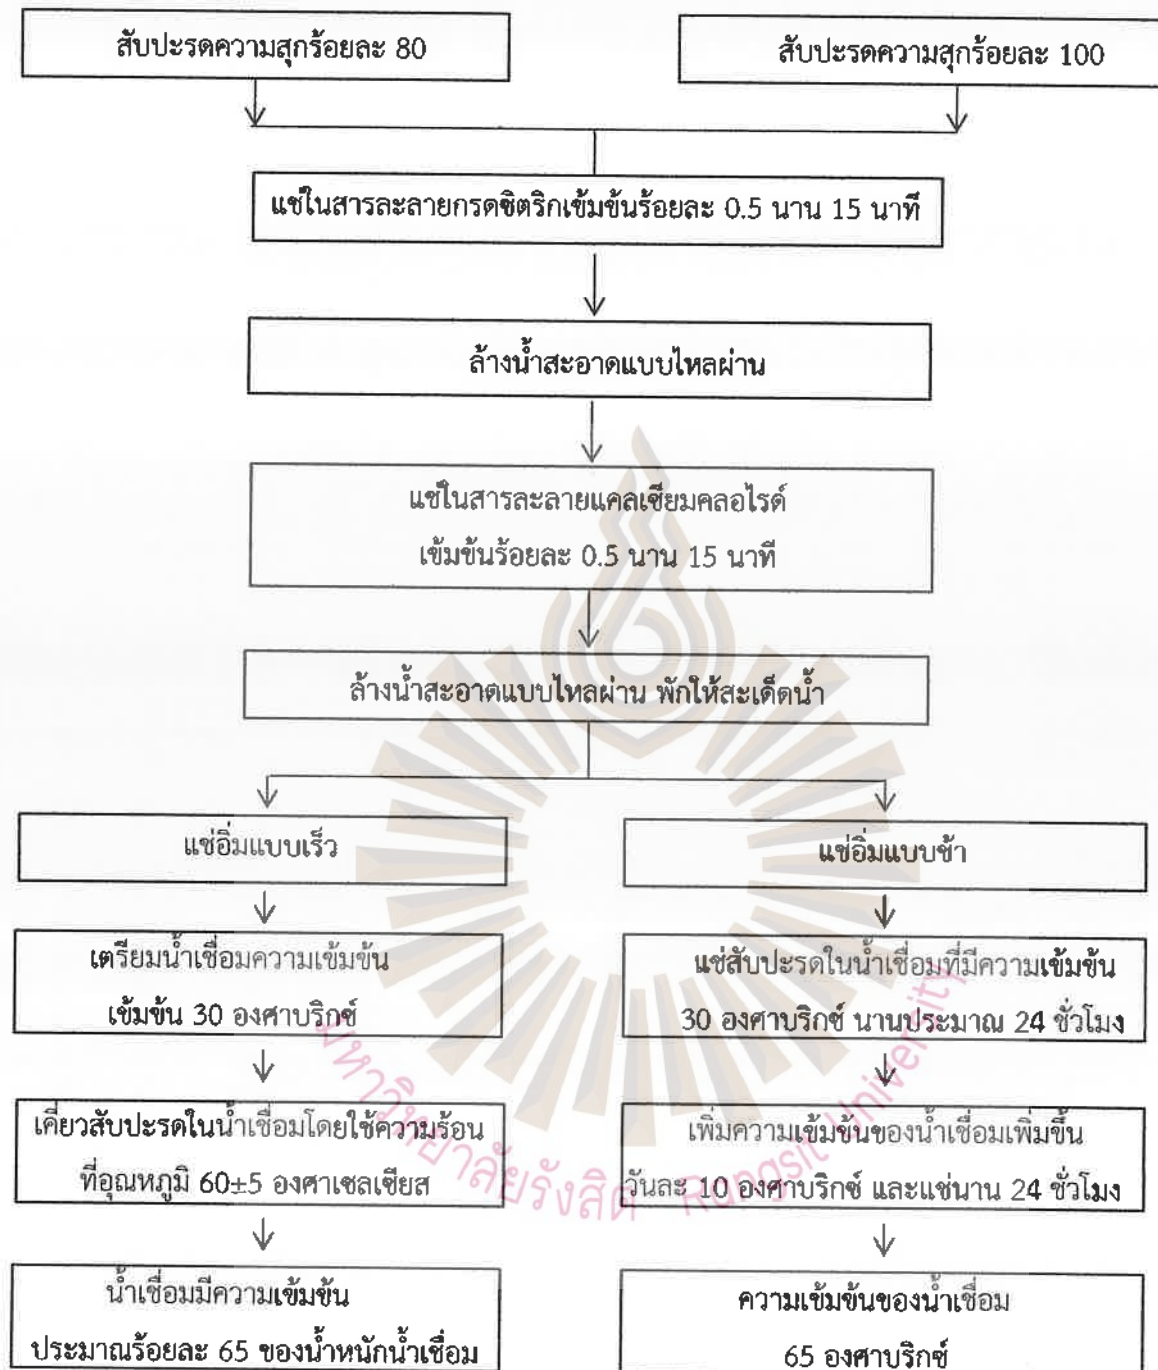 สับปะรดความสุกร้อยละ 80
สับปะรดความสุกร้อยละ 100
แช่ในสารละลายกรดซิตริกเข้มข้นร้อยละ 0.5 นาน 15 นาที
ล้างน้ำสะอาดแบบไหลผ่าน
แช่ในสารละลายแคลเซียมคลอไรด์
เข้มข้นร้อยละ 0.5 นาน 15 นาที
ล้างน้ำสะอาดแบบไหลผ่าน พักให้สะเด็ดน้ำ
แช่อิ่มแบบเร็ว
แช่อิ่มแบบช้า
เตรียมน้ำเชื่อมความเข้มข้น
เข้มข้น 30 องศาบริกซ์
แช่สับปะรดในน้ำเชื่อมที่มีความเข้มข้น
30 องศาบริกซ์ นานประมาณ 24 ชั่วโมง
เคี่ยวสับปะรดในน้ำเชื่อมโดยใช้ความร้อน
ที่อุณหภูมิ 60±5 องศาเซลเซียส
เพิ่มความเข้มข้นของน้ำเชื่อมเพิ่มขึ้น
วันละ 10 องศาบริกซ์ และแช่นาน 24 ชั่วโมง
น้ำเชื่อมมีความเข้มข้น
ประมาณร้อยละ 65 ของน้ำหนักน้ำเชื่อม
ความเข้มข้นของน้ำเชื่อม
65 องศาบริกซ์
มหาวิทยาลัยรังสิต Rangsit University